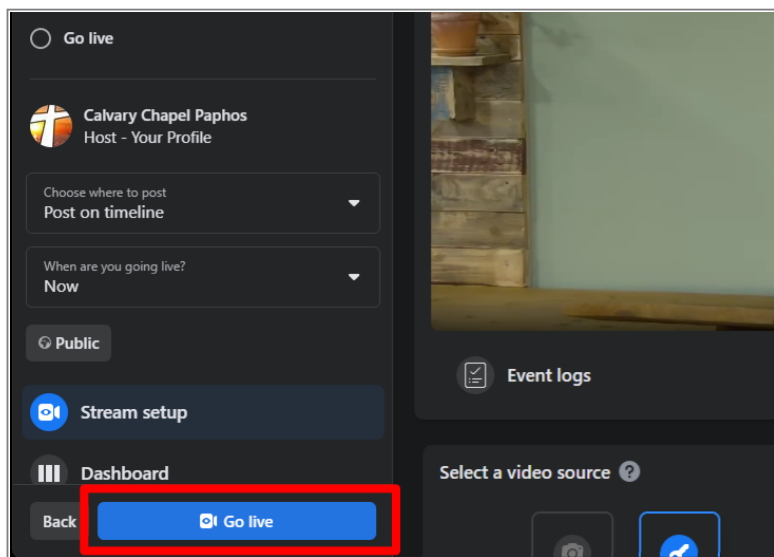 Go live
Calvary Chapel Paphos
Host - Your Profile
Choose where to post
Post on timeline
When are you going live?
Now
Public
Stream setup
Dashboard
Back
Go live
Event logs
Select a video source